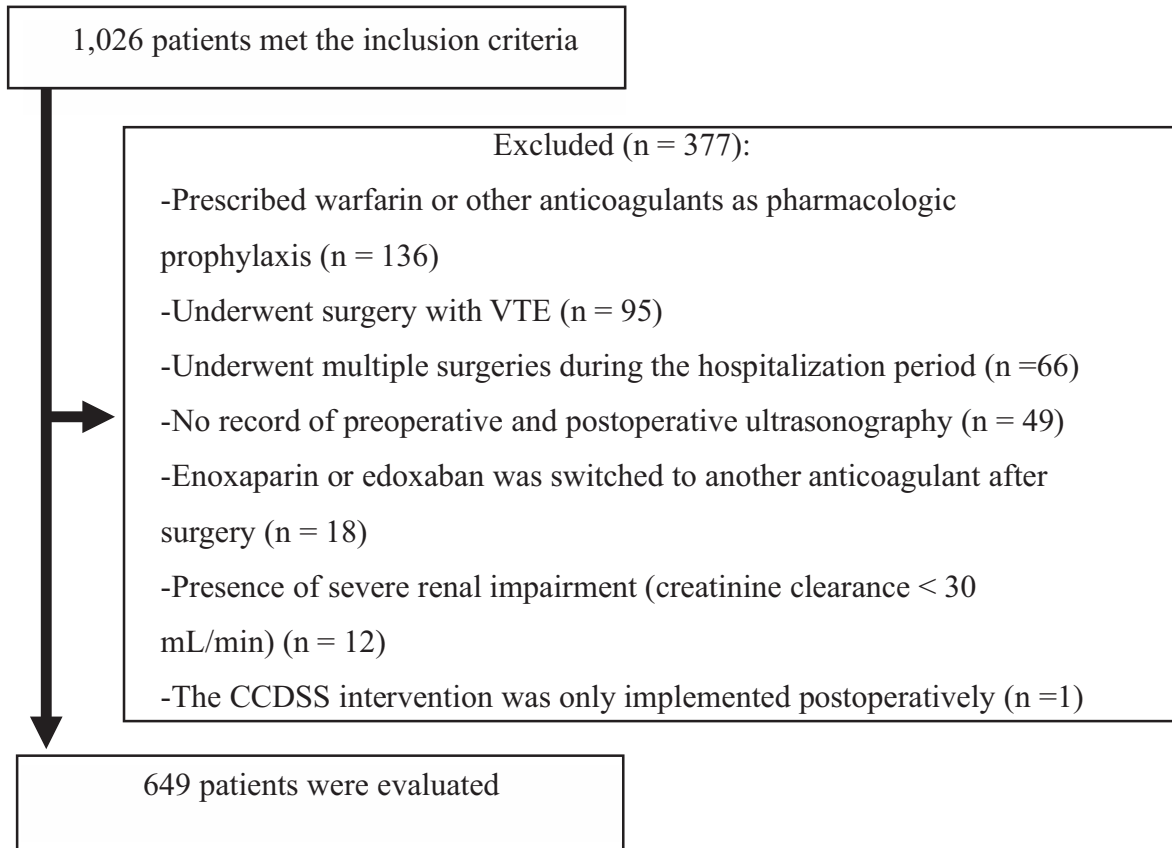 1,026 patients met the inclusion criteria
Excluded (n = 377):
-Prescribed warfarin or other anticoagulants as pharmacologic
prophylaxis (n = 136)
-Underwent surgery with VTE (n = 95)
-Underwent multiple surgeries during the hospitalization period (n =66)
-No record of preoperative and postoperative ultrasonography (n = 49)
-Enoxaparin or edoxaban was switched to another anticoagulant after
surgery (n = 18)
-Presence of severe renal impairment (creatinine clearance < 30
mL/min) (n = 12)
-The CCDSS intervention was only implemented postoperatively (n =1)
649 patients were evaluated